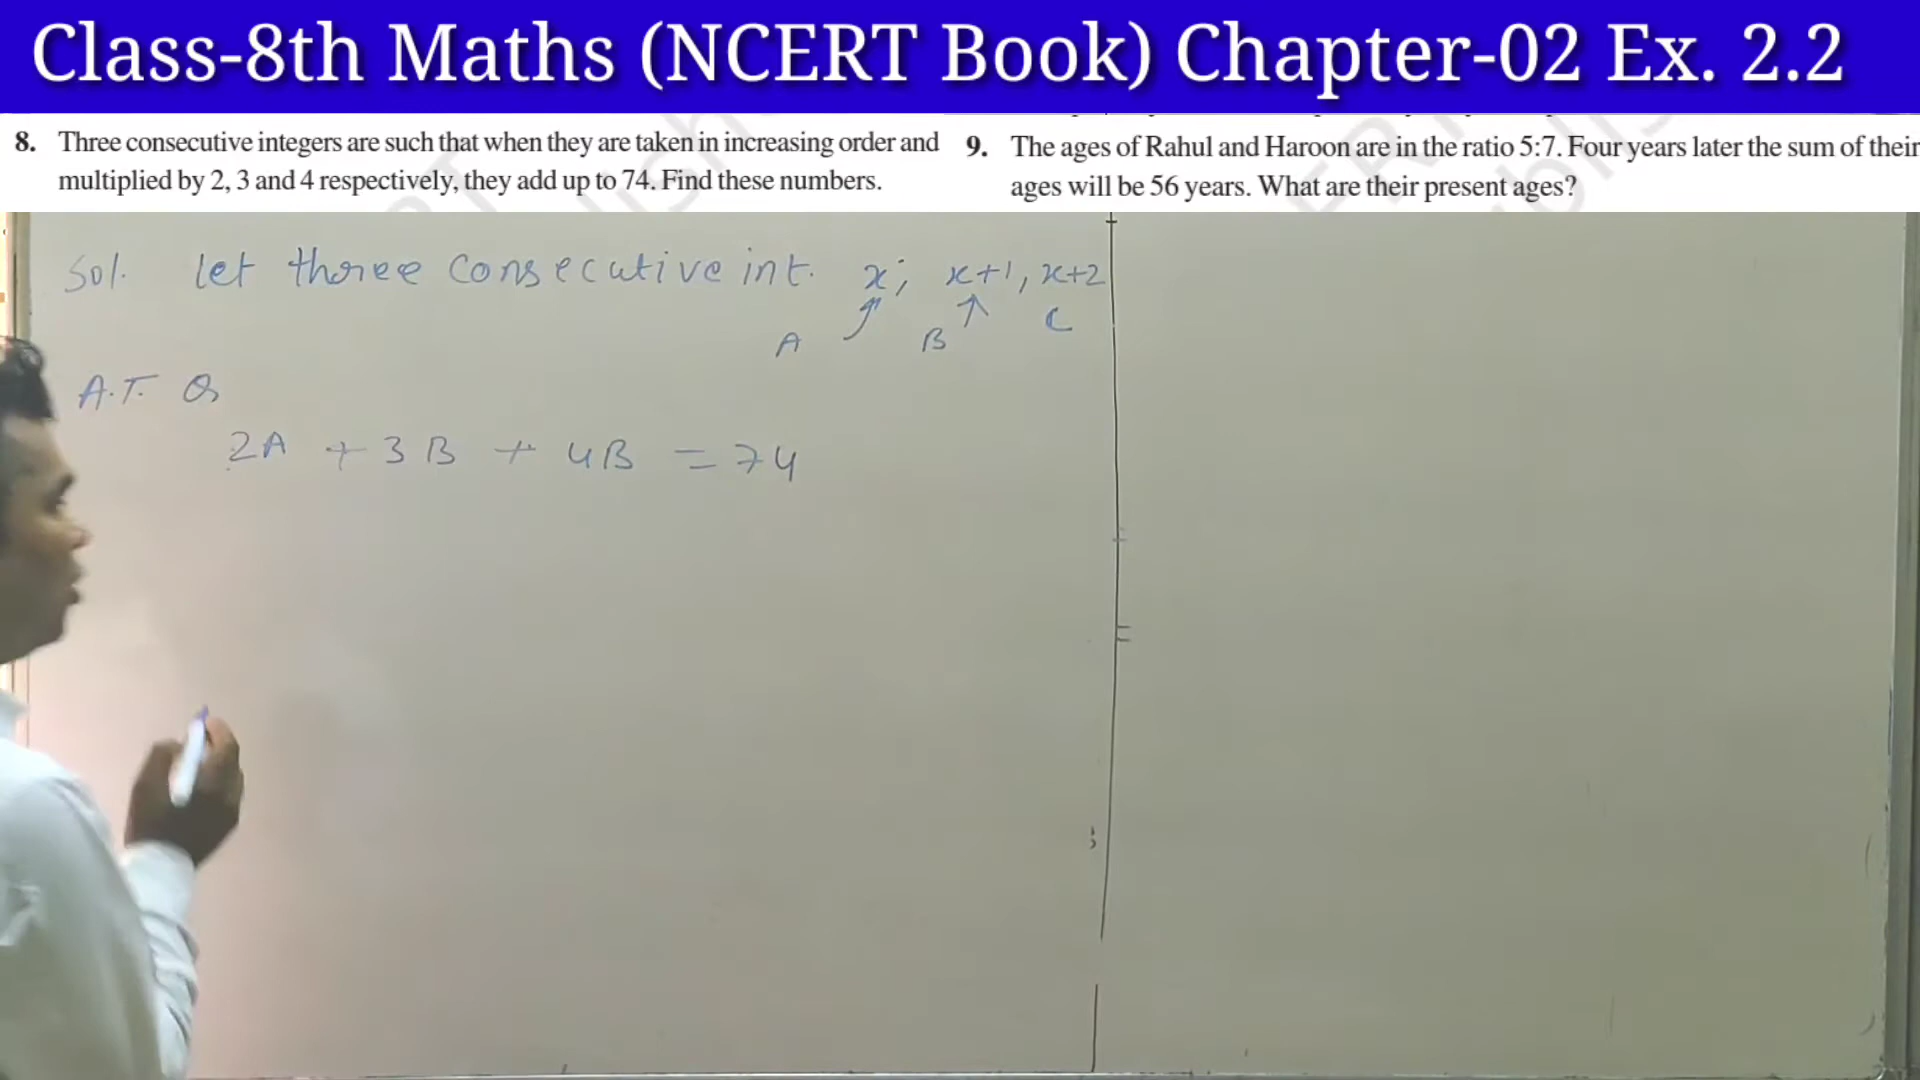 Class-8th Maths (NCERT Book) Chapter-02 Ex. 2.2
8. Three consecutive integers are such that when they are taken in increasing order and
multiplied by 2, 3 and 4 respectively, they add up to 74. Find these numbers.
9. The ages of Rahul and Haroon are in the ratio 5:7. Four years later the sum of their
ages will be 56 years. What are their present ages?
Sol. let three consecutive int. x, x+1, x+2
A B C
A.T. Q
2A + 3B + 4B = 74